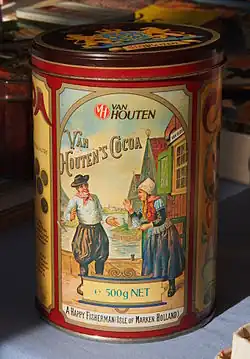 VH VAN
HOUTEN
VAN
HOUTEN'S COCOA
e 500g NET
A HAPPY FISHERMAN (ISLE OF MARKEN HOLLAND)